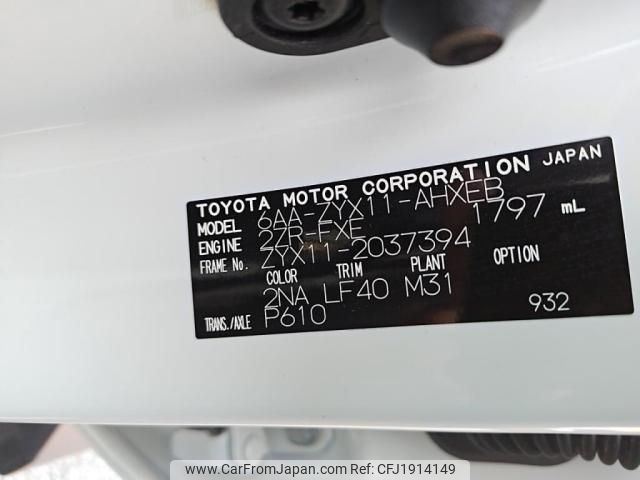 TOYOTA MOTOR CORPORATION JAPAN
MODEL 6AA-ZYX11-AHXEB
ENGINE 2ZR-FXE 1797 mL
FRAME No. ZYX11-2037394
COLOR TRIM PLANT OPTION
2NA LF40 M31
TRANS./AXLE P610 932
www.CarFromJapan.com - Ref No: CFJ1914149